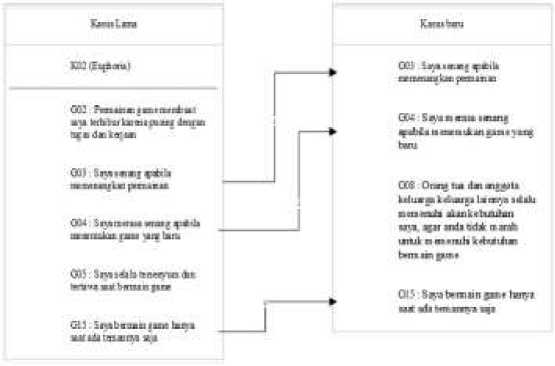 Kasus Lama
K02 (Euphoria)
G02 : Permainan game membuat
saya terhibur karena pusing dengan
tugas dan kerjaan
G03 : Saya senang apabila
memenangkan permainan
G04 : Saya merasa senang apabila
menemukan game yang baru
G05 : Saya selalu tersenyum dan
tertawa saat bermain game
G15 : Saya bermain game hanya
saat ada temannya saja
Kasus baru
G03 : Saya senang apabila
memenangkan permainan
G04 : Saya merasa senang
apabila menemukan game yang
baru
G08 : Orang tua dan anggota
keluarga keluarga lainnya selalu
memenuhi akan kebutuhan
saya, agar anda tidak marah
untuk memenuhi kebutuhan
bermain game
G15 : Saya bermain game hanya
saat ada temannya saja